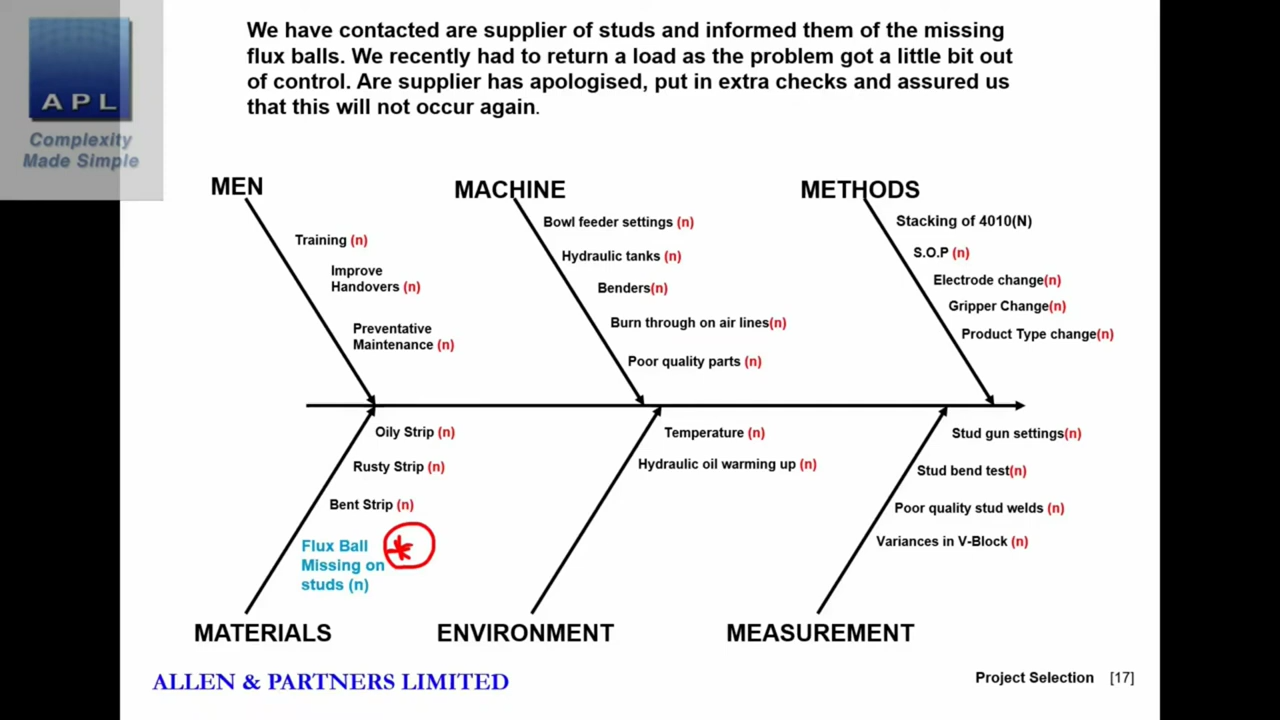 We have contacted are supplier of studs and informed them of the missing
flux balls. We recently had to return a load as the problem got a little bit out
of control. Are supplier has apologised, put in extra checks and assured us
that this will not occur again.
APL
Complexity
Made Simple
MEN
MACHINE
METHODS
Training (n)
Improve
Handovers (n)
Preventative
Maintenance (n)
Bowl feeder settings (n)
Hydraulic tanks (n)
Benders(n)
Burn through on air lines(n)
Poor quality parts (n)
Stacking of 4010(N)
S.O.P (n)
Electrode change(n)
Gripper Change(n)
Product Type change(n)
Oily Strip (n)
Rusty Strip (n)
Bent Strip (n)
Flux Ball
Missing on
studs (n)
Temperature (n)
Hydraulic oil warming up (n)
Stud gun settings(n)
Stud bend test(n)
Poor quality stud welds (n)
Variances in V-Block (n)
MATERIALS
ENVIRONMENT
MEASUREMENT
ALLEN & PARTNERS LIMITED
Project Selection [17]